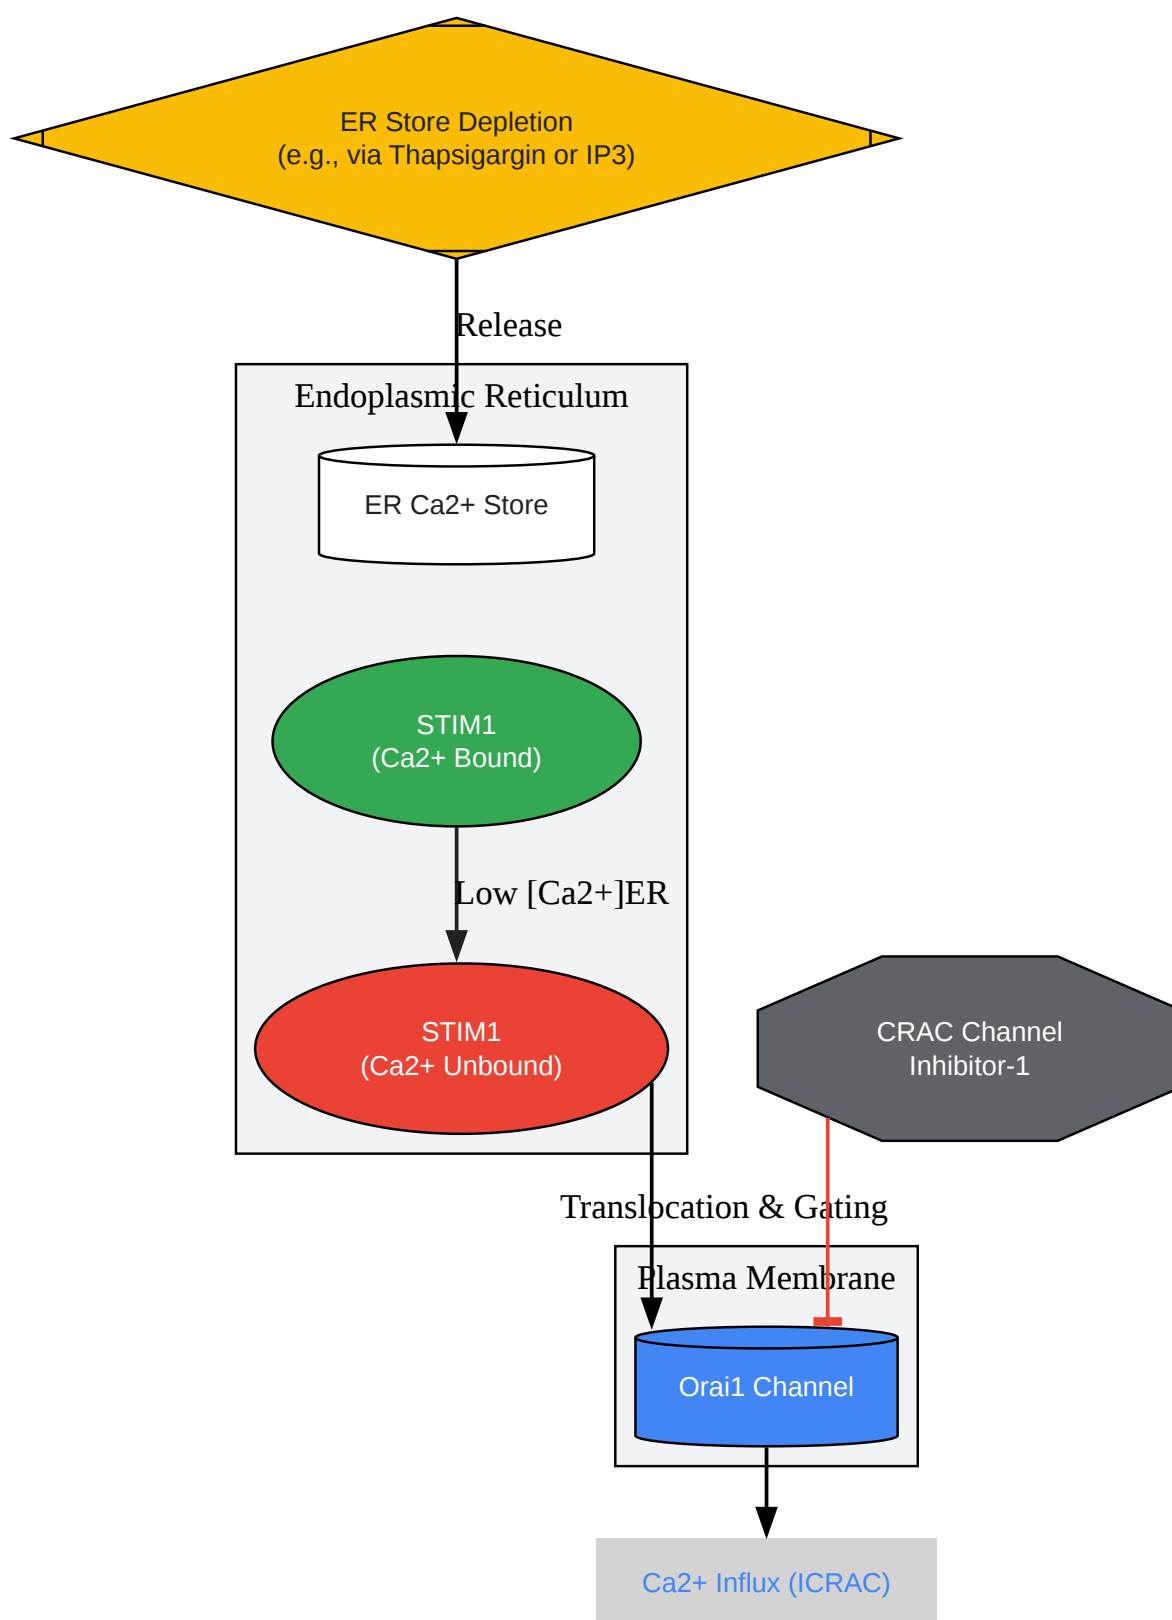 ER Store Depletion
(e.g., via Thapsigargin or IP3)
Release
Endoplasmic Reticulum
ER Ca2+ Store
STIM1
(Ca2+ Bound)
Low [Ca2+]ER
STIM1
(Ca2+ Unbound)
CRAC Channel
Inhibitor-1
Translocation & Gating
Plasma Membrane
Orai1 Channel
Ca2+ Influx (ICRAC)